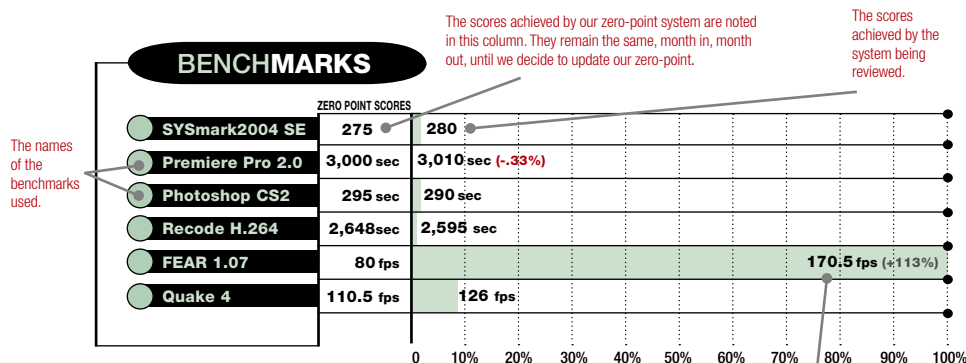 The scores achieved by our zero-point system are noted
in this column. They remain the same, month in, month
out, until we decide to update our zero-point.
The scores
achieved by the
system being
reviewed.
BENCHMARKS
ZERO POINT SCORES
The names
of the
benchmarks
used.
SYSmark2004 SE 275 280
Premiere Pro 2.0 3,000 sec 3,010 sec (-.33%)
Photoshop CS2 295 sec 290 sec
Recode H.264 2,648sec 2,595 sec
FEAR 1.07 80 fps 170.5 fps (+113%)
Quake 4 110.5 fps 126 fps
0 10% 20% 30% 40% 50% 60% 70% 80% 90% 100%